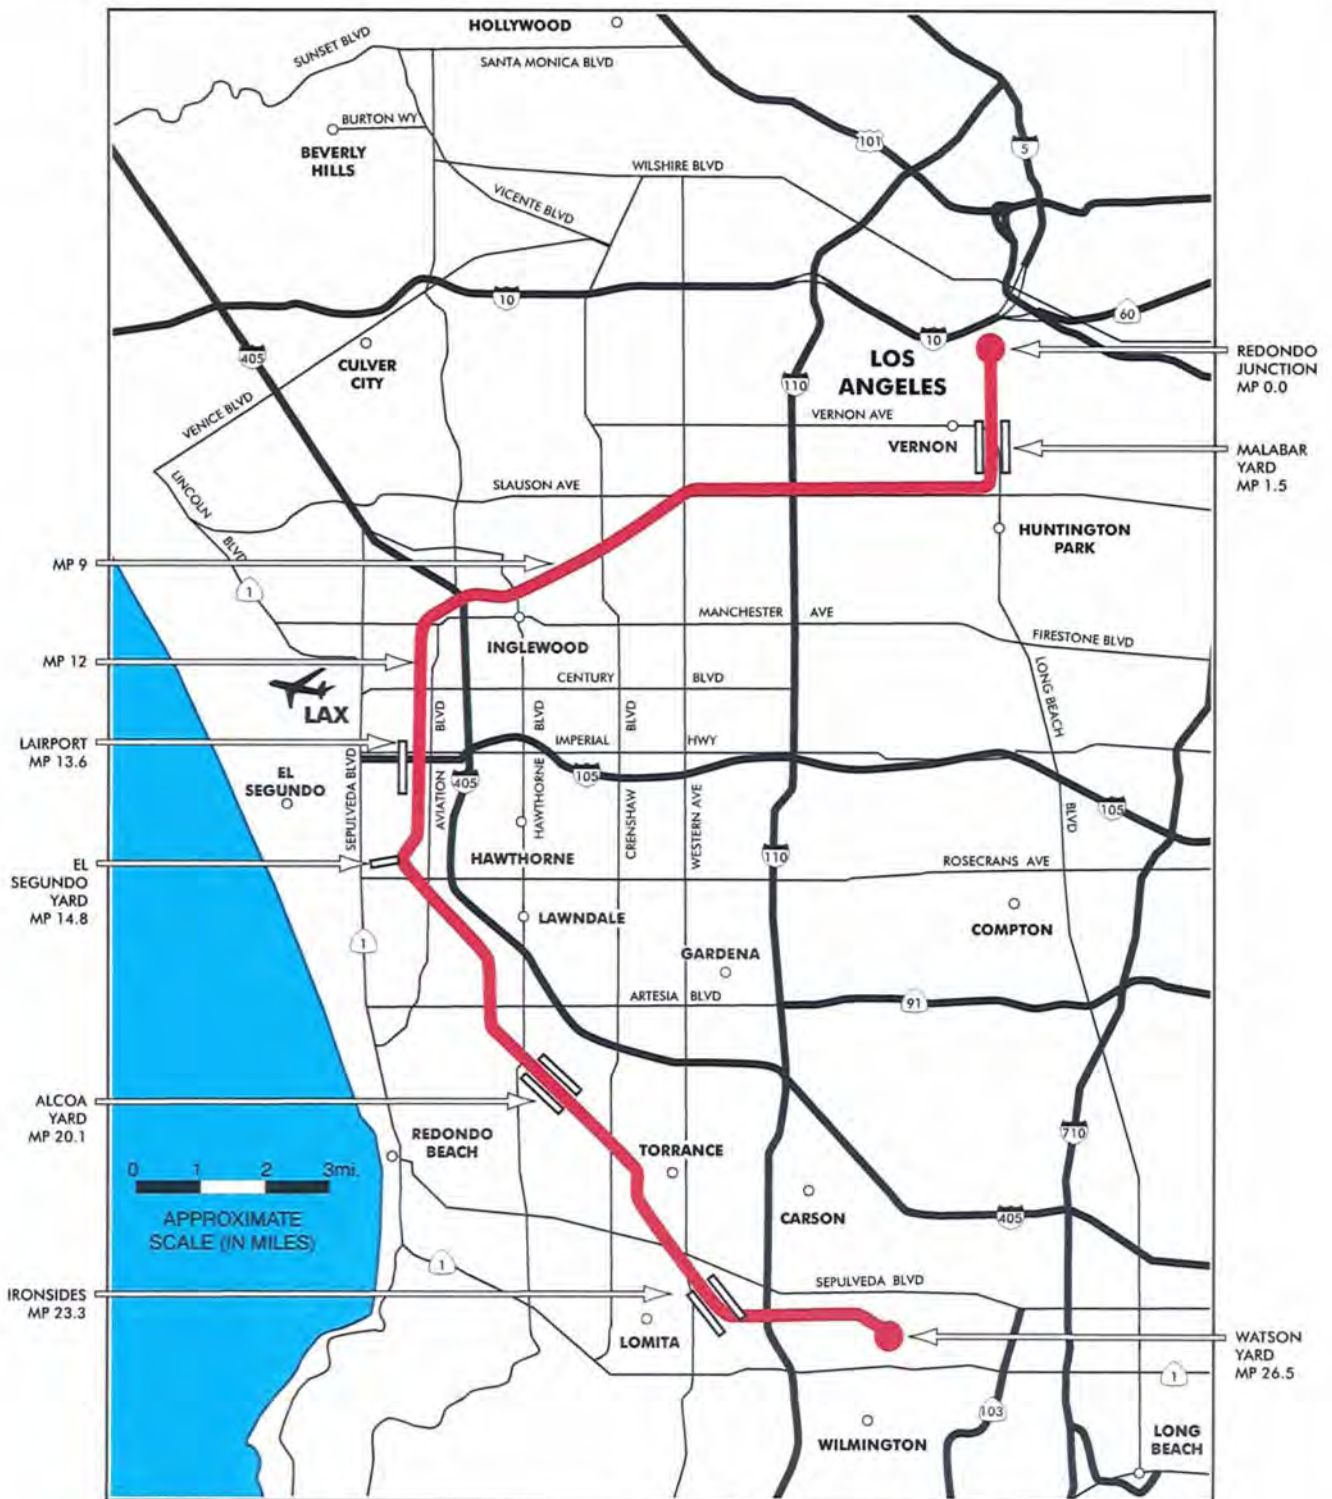 HOLLYWOOD
SUNSET BLVD
SANTA MONICA BLVD
BURTON WY
BEVERLY
HILLS
101
5
WILSHIRE BLVD
VICENTE BLVD
10
60
405
CULVER
CITY
10
LOS
ANGELES
REDONDO
JUNCTION
MP 0.0
110
VENICE BLVD
VERNON AVE
VERNON
MALABAR
YARD
MP 1.5
LINCOLN
BLVD
SLAUSON AVE
HUNTINGTON
PARK
MP 9
1
MANCHESTER AVE
FIRESTONE BLVD
INGLEWOOD
MP 12
CENTURY BLVD
LONG BEACH
BLVD
LAX
LAIRPORT
MP 13.6
SEPULVEDA BLVD
AVIATION BLVD
HAWTHORNE BLVD
CRENSHAW BLVD
WESTERN AVE
IMPERIAL HWY
EL
SEGUNDO
405
105
105
EL
SEGUNDO
YARD
MP 14.8
HAWTHORNE
110
ROSECRANS AVE
LAWNDALE
COMPTON
1
GARDENA
ARTESIA BLVD
91
ALCOA
YARD
MP 20.1
REDONDO
BEACH
TORRANCE
710
0 1 2 3mi.
APPROXIMATE
SCALE (IN MILES)
CARSON
405
1
SEPULVEDA BLVD
IRONSIDES
MP 23.3
LOMITA
WATSON
YARD
MP 26.5
1
103
WILMINGTON
LONG
BEACH